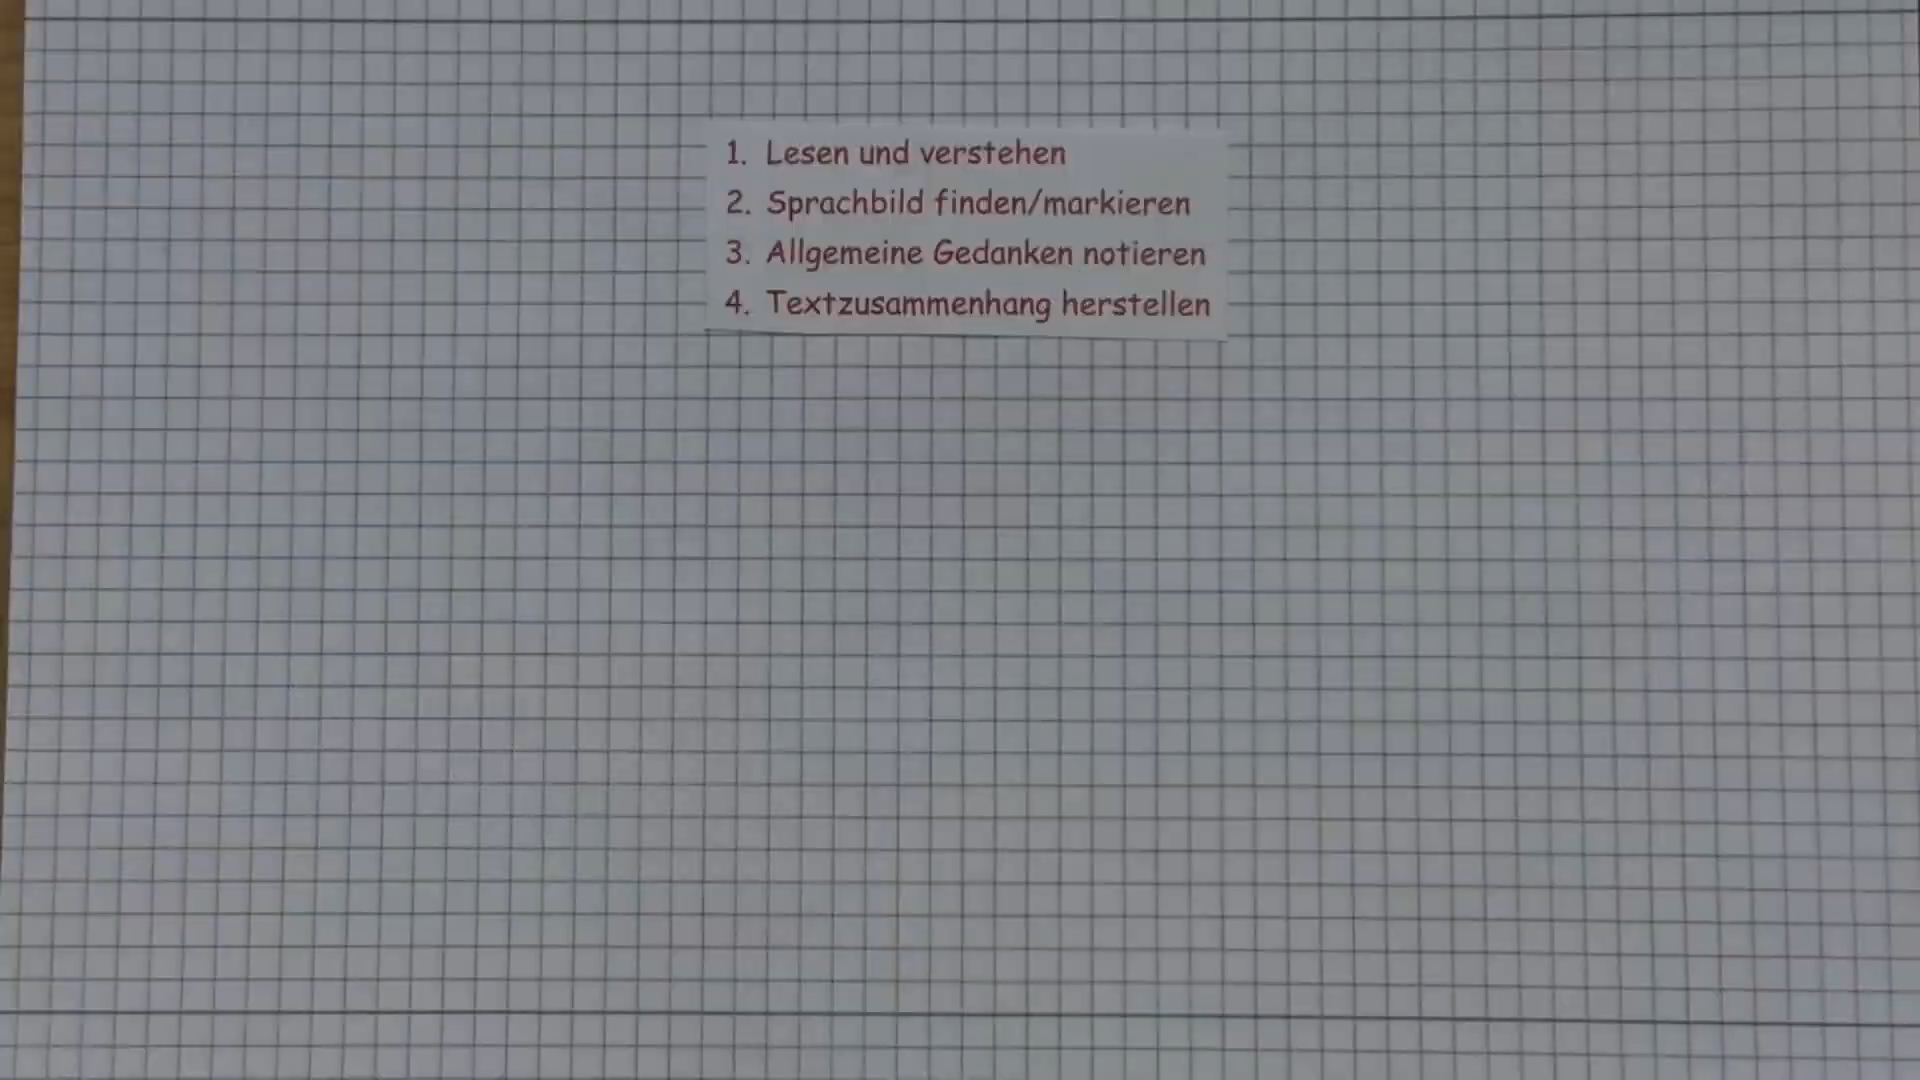 1. Lesen und verstehen
2. Sprachbild finden/markieren
3. Allgemeine Gedanken notieren
4. Textzusammenhang herstellen